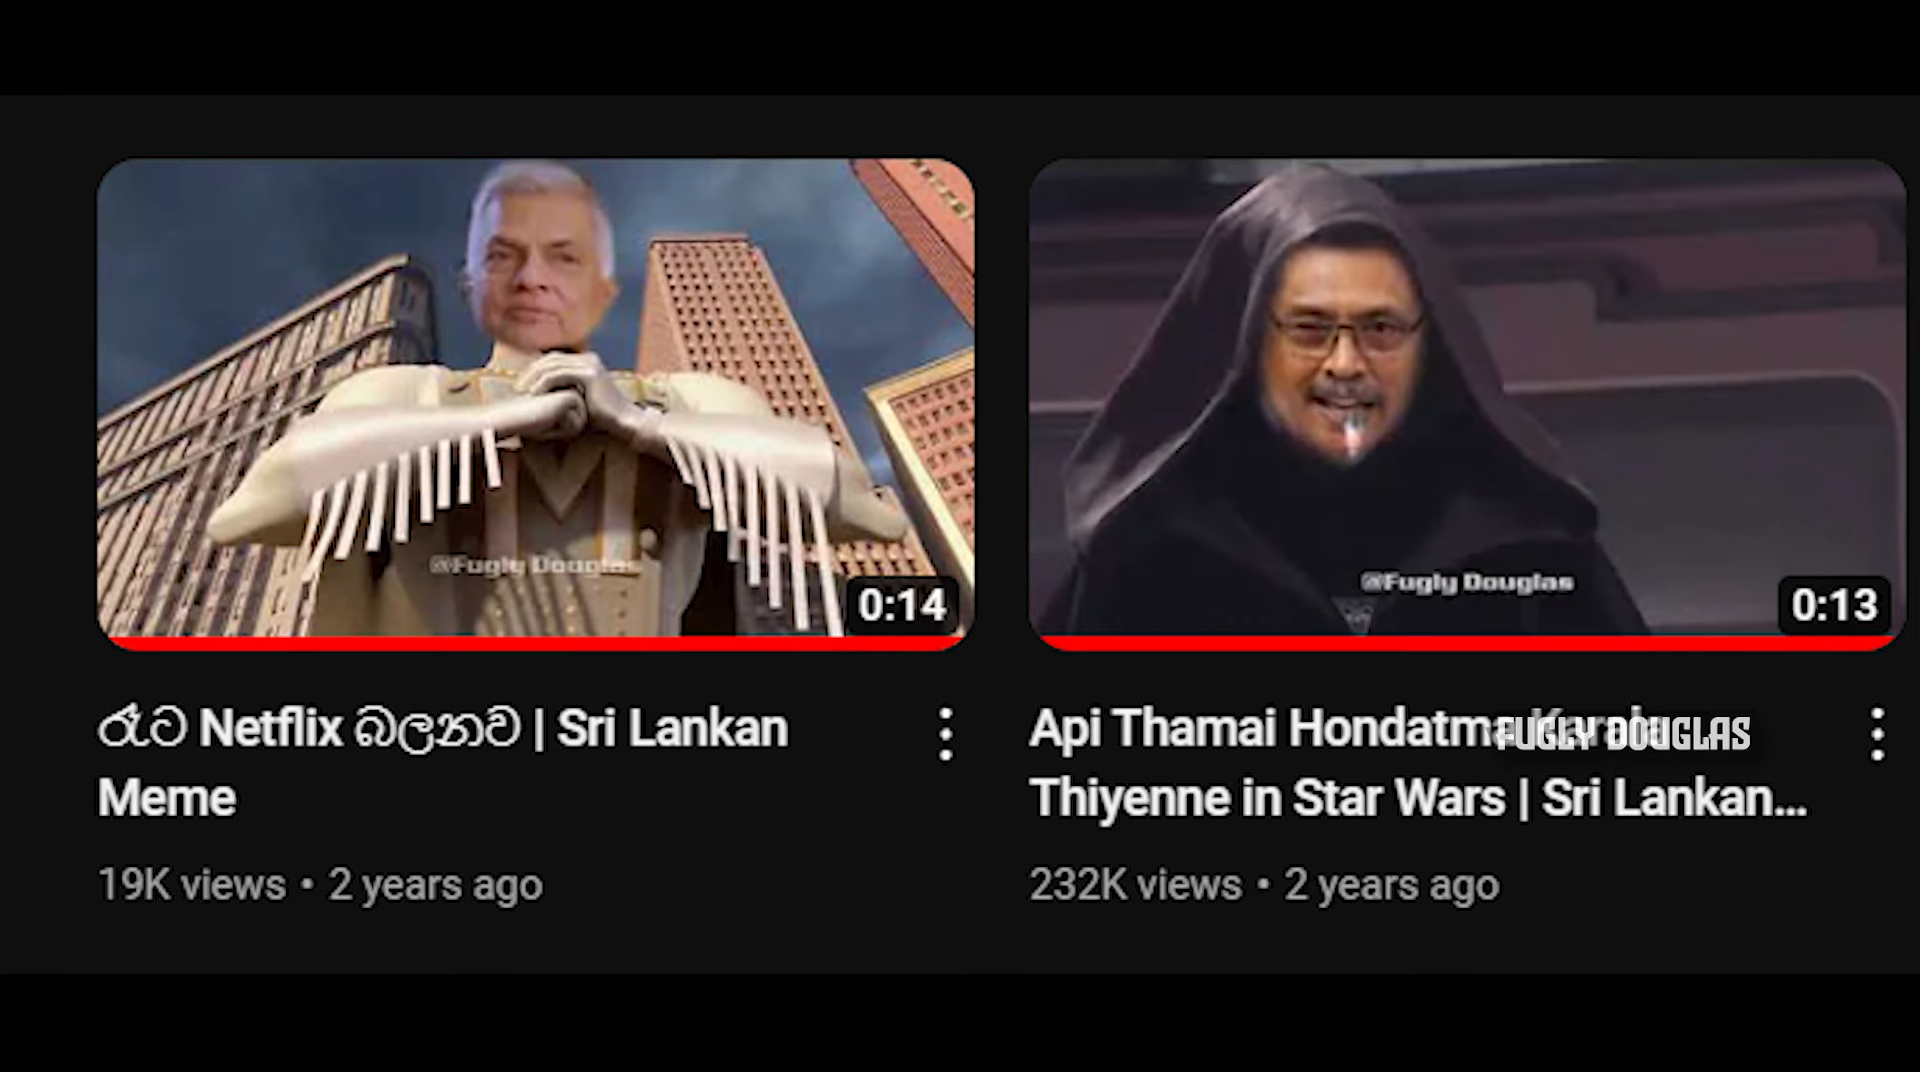 @Fugly Douglas
0:14
@Fugly Douglas
0:13
රෑට Netflix බලනව | Sri Lankan
Meme
19K views • 2 years ago
Api Thamai Hondatma Karala
Thiyenne in Star Wars | Sri Lankan...
FUGLY DOUGLAS
232K views • 2 years ago